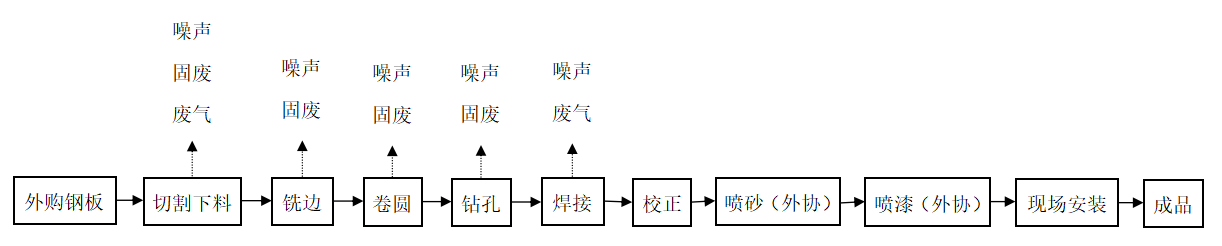 噪声
固废
废气
噪声
固废
噪声
固废
噪声
固废
噪声
废气
外购钢板
切割下料
铣边
卷圆
钻孔
焊接
校正
喷砂（外协）
喷漆（外协）
现场安装
成品